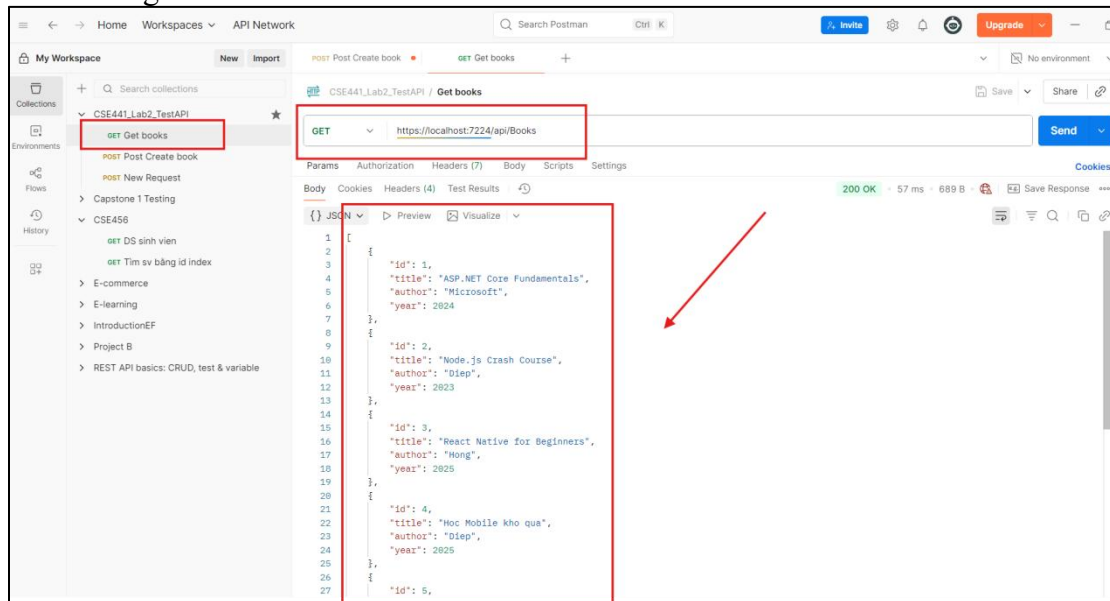 Home Workspaces API Network Search Postman Ctrl K Invite Upgrade
My Workspace New Import POST Post Create book GET Get books No environment
Collections Search collections CSE441_Lab2_TestAPI / Get books Save Share
CSE441_Lab2_TestAPI
GET Get books GET https://localhost:7224/api/Books Send
Environments
POST Post Create book
Params Authorization Headers (7) Body Scripts Settings Cookies
POST New Request
Flows
Body Cookies Headers (4) Test Results 200 OK 57 ms 689 B Save Response
Capstone 1 Testing
CSE456 {} JSON Preview Visualize
History
GET DS sinh vien
GET Tìm sv bằng id index
E-commerce
E-learning
IntroductionEF
Project B
REST API basics: CRUD, test & variable
1 [
2 {
3 "id": 1,
4 "title": "ASP.NET Core Fundamentals",
5 "author": "Microsoft",
6 "year": 2024
7 },
8 {
9 "id": 2,
10 "title": "Node.js Crash Course",
11 "author": "Diep",
12 "year": 2023
13 },
14 {
15 "id": 3,
16 "title": "React Native for Beginners",
17 "author": "Hong",
18 "year": 2025
19 },
20 {
21 "id": 4,
22 "title": "Hoc Mobile kho qua",
23 "author": "Diep",
24 "year": 2025
25 },
26 {
27 "id": 5,